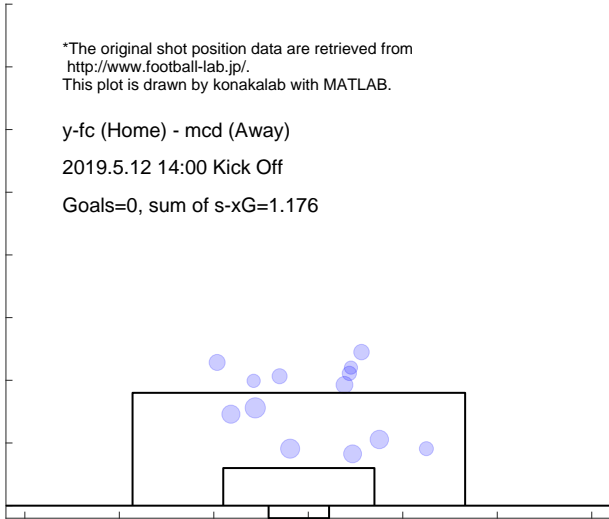 *The original shot position data are retrieved from
http://www.football-lab.jp/.
This plot is drawn by konakalab with MATLAB.
y-fc (Home) - mcd (Away)
2019.5.12 14:00 Kick Off
Goals=0, sum of s-xG=1.176